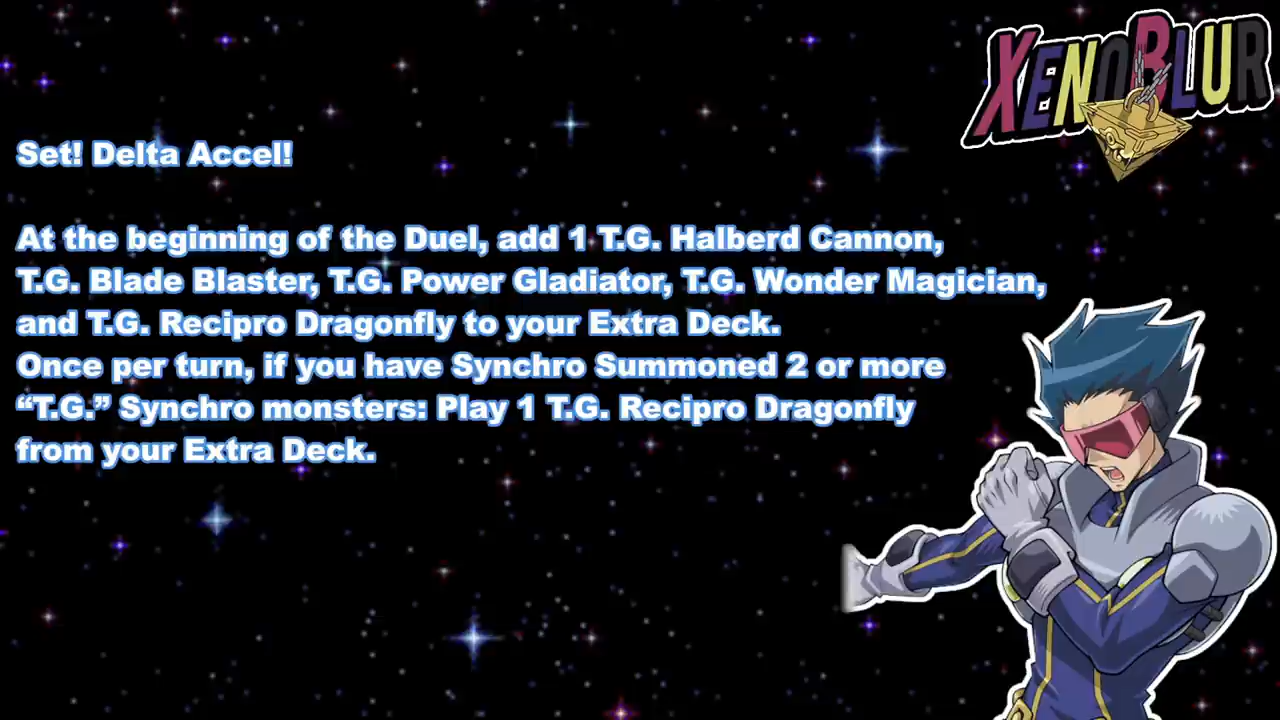 XENOBLUR
Set! Delta Accel!
At the beginning of the Duel, add 1 T.G. Halberd Cannon,
T.G. Blade Blaster, T.G. Power Gladiator, T.G. Wonder Magician,
and T.G. Recipro Dragonfly to your Extra Deck.
Once per turn, if you have Synchro Summoned 2 or more
“T.G.” Synchro monsters: Play 1 T.G. Recipro Dragonfly
from your Extra Deck.